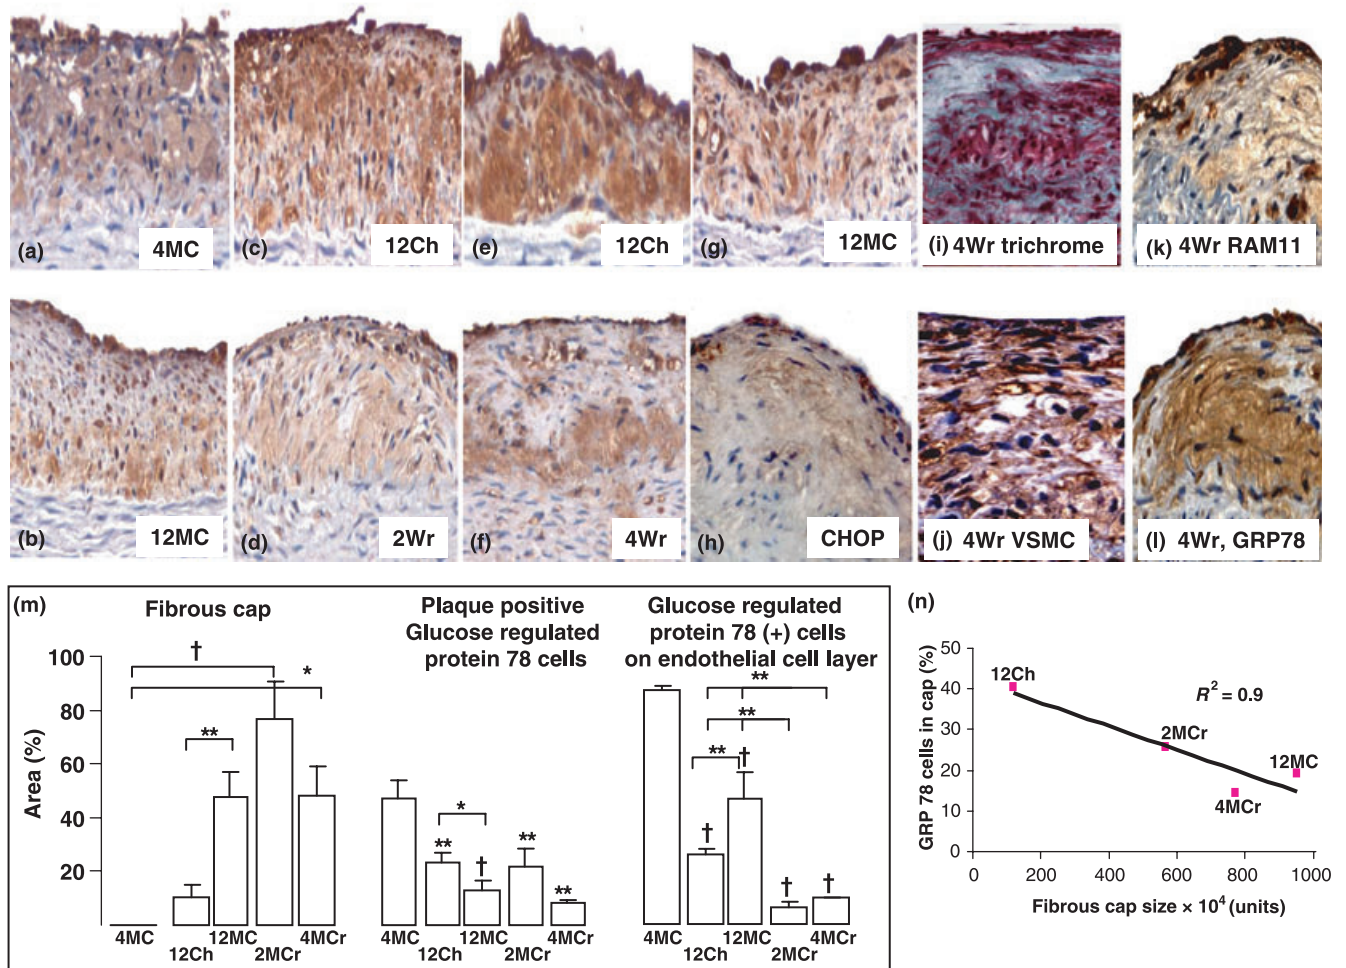 (a) 4MC
(c) 12Ch
(e) 12Ch
(g) 12MC
(i) 4Wr trichrome
(k) 4Wr RAM11
(b) 12MC
(d) 2Wr
(f) 4Wr
(h) CHOP
(j) 4Wr VSMC
(l) 4Wr, GRP78
(m)
Fibrous cap
Plaque positive
Glucose regulated
protein 78 cells
Glucose regulated
protein 78 (+) cells
on endothelial cell layer
Area (%)
100
80
60
40
20
†
*
**
*
**
†
**
**
**
**
**
†
†
†
†
4MC 12Ch 12MC 2MCr 4MCr
4MC 12Ch 12MC 2MCr 4MCr
4MC 12Ch 12MC 2MCr 4MCr
(n)
GRP 78 cells in cap (%)
50
40
30
20
10
0
12Ch
2MCr
4MCr
12MC
R² = 0.9
0 200 400 600 800 1000
Fibrous cap size × 10⁴ (units)